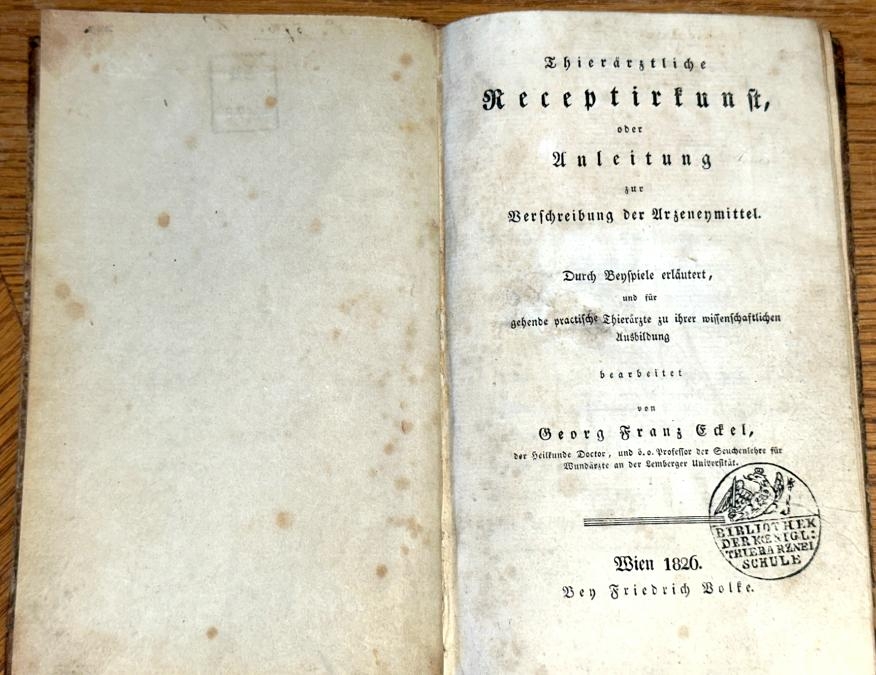 Thierärztliche
Receptirkunst,
oder
Anleitung
zur
Verschreibung der Arzeneymittel.
Durch Beyspiele erläutert,
und für
gehende practische Thierärzte zu ihrer wissenschaftlichen
Ausbildung
bearbeitet
von
Georg Franz Eckel,
der Heilkunde Doctor, und ö. o. Professor der Seuchenlehre für
Wundärzte an der Lemberger Universität.
BIBLIOTHEK
DER KŒNIGL:
THIERARZNEI
SCHULE
Wien 1826.
Bey Friedrich Volke.